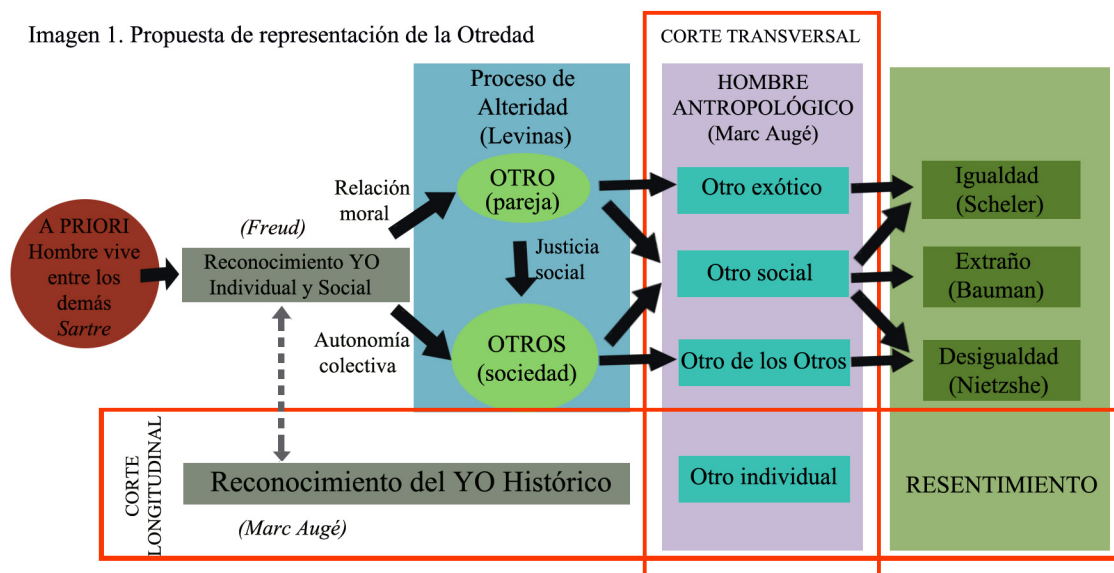 Imagen 1. Propuesta de representación de la Otredad
A PRIORI
Hombre vive
entre los
demás
Sartre
(Freud)
Reconocimiento YO
Individual y Social
Relación
moral
Autonomía
colectiva
Proceso de
Alteridad
(Levinas)
OTRO
(pareja)
Justicia
social
OTROS
(sociedad)
CORTE TRANSVERSAL
HOMBRE
ANTROPOLÓGICO
(Marc Augé)
Otro exótico
Otro social
Otro de los Otros
Igualdad
(Scheler)
Extraño
(Bauman)
Desigualdad
(Nietzshe)
CORTE
LONGITUDINAL
Reconocimiento del YO Histórico
(Marc Augé)
Otro individual
RESENTIMIENTO